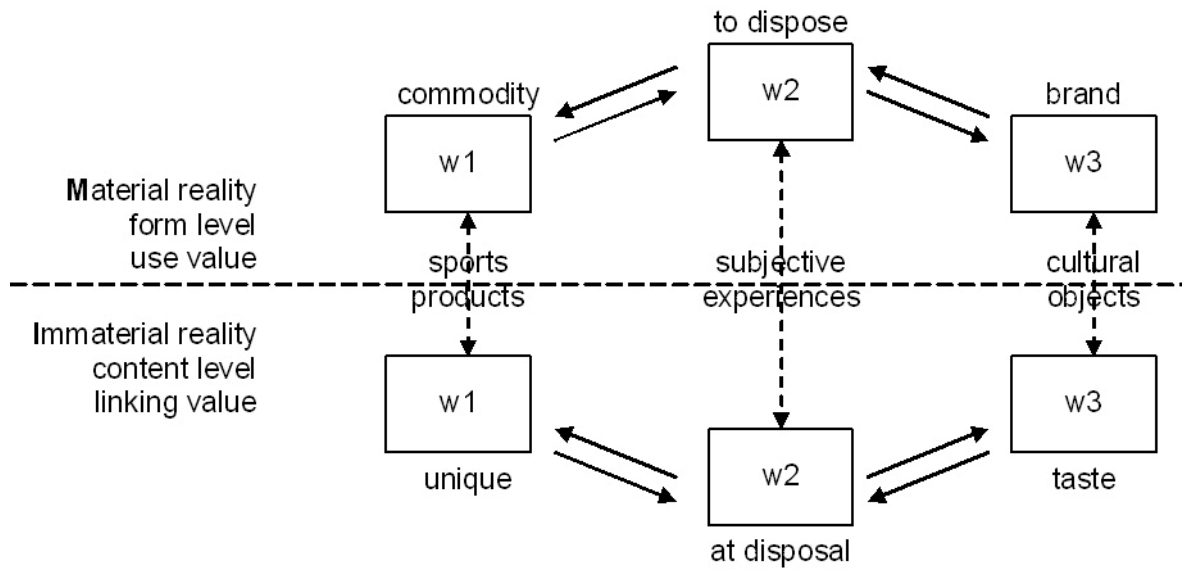 to dispose
commodity
w2
brand
w1
w3
Material reality
form level
use value
sports
products
subjective
experiences
cultural
objects
Immaterial reality
content level
linking value
w1
w3
w2
unique
taste
at disposal